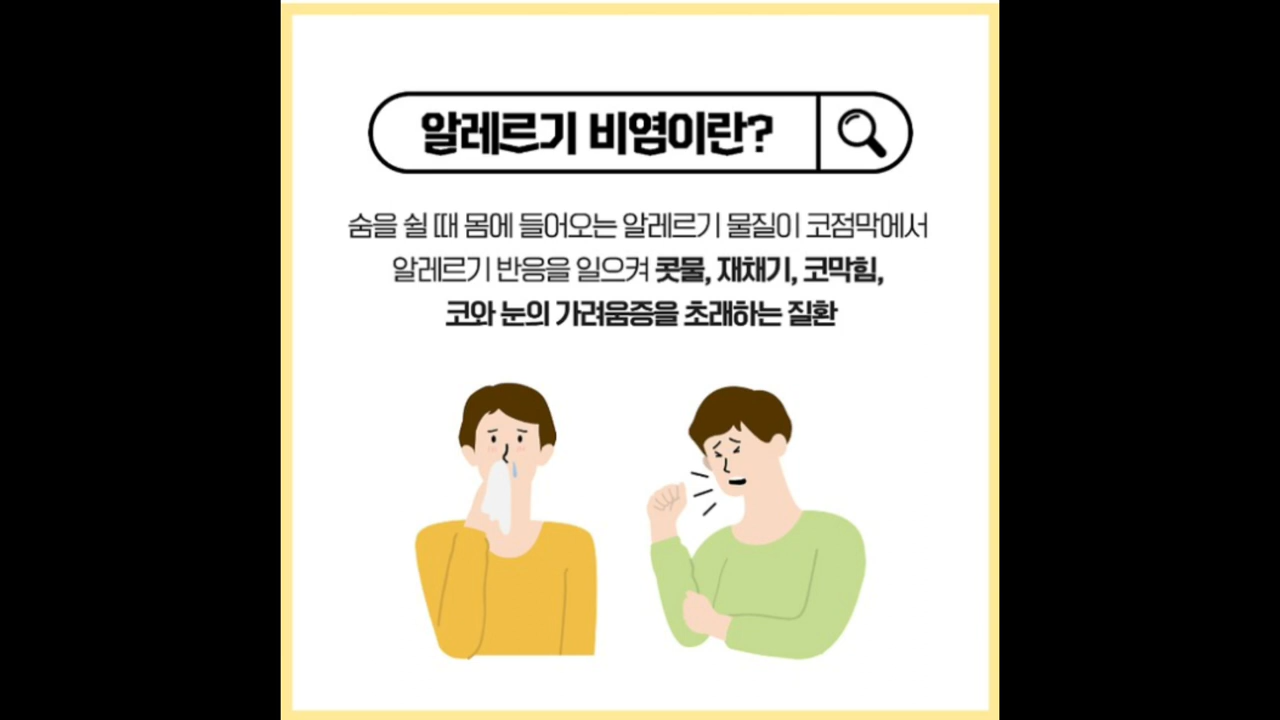 알레르기 비염이란?
숨을 쉴 때 몸에 들어오는 알레르기 물질이 코점막에서
알레르기 반응을 일으켜 콧물, 재채기, 코막힘,
코와 눈의 가려움증을 초래하는 질환